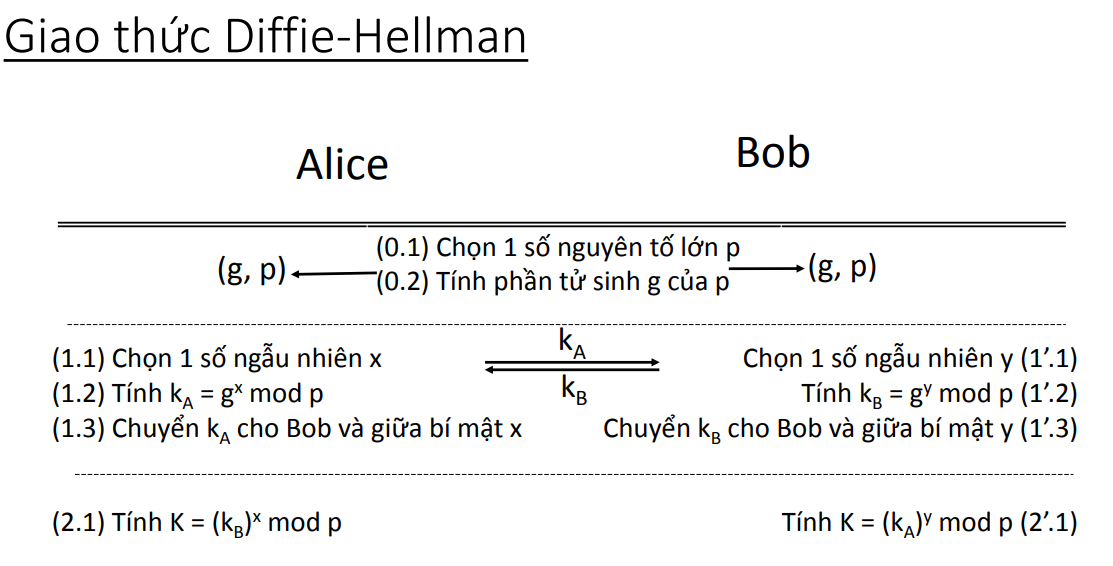 Giao thức Diffie-Hellman
Alice
Bob
(0.1) Chọn 1 số nguyên tố lớn p
(g, p)
(0.2) Tính phần tử sinh g của p
(g, p)
kA
kB
(1.1) Chọn 1 số ngẫu nhiên x
(1.2) Tính kA = gˣ mod p
(1.3) Chuyển kA cho Bob và giữa bí mật x
Chọn 1 số ngẫu nhiên y (1’.1)
Tính kB = gʸ mod p (1’.2)
Chuyển kB cho Bob và giữa bí mật y (1’.3)
(2.1) Tính K = (kB)ˣ mod p
Tính K = (kA)ʸ mod p (2’.1)